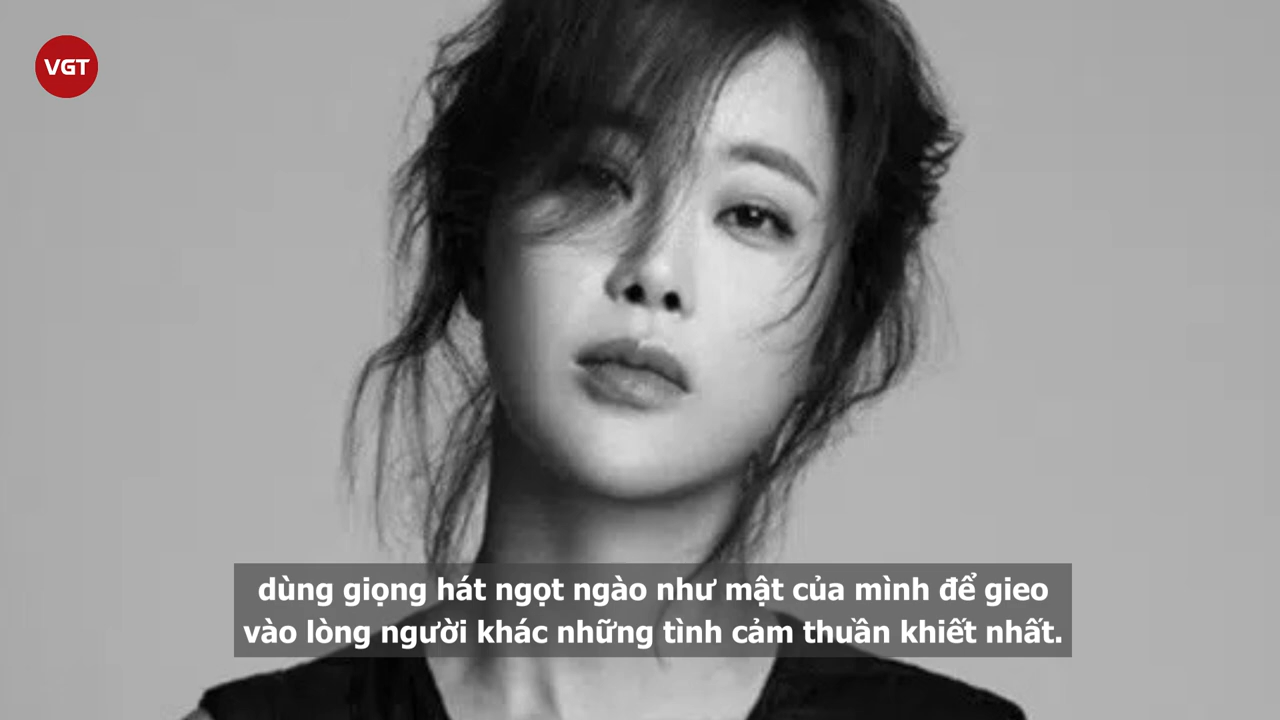 VGT
dùng giọng hát ngọt ngào như mật của mình để gieo
vào lòng người khác những tình cảm thuần khiết nhất.